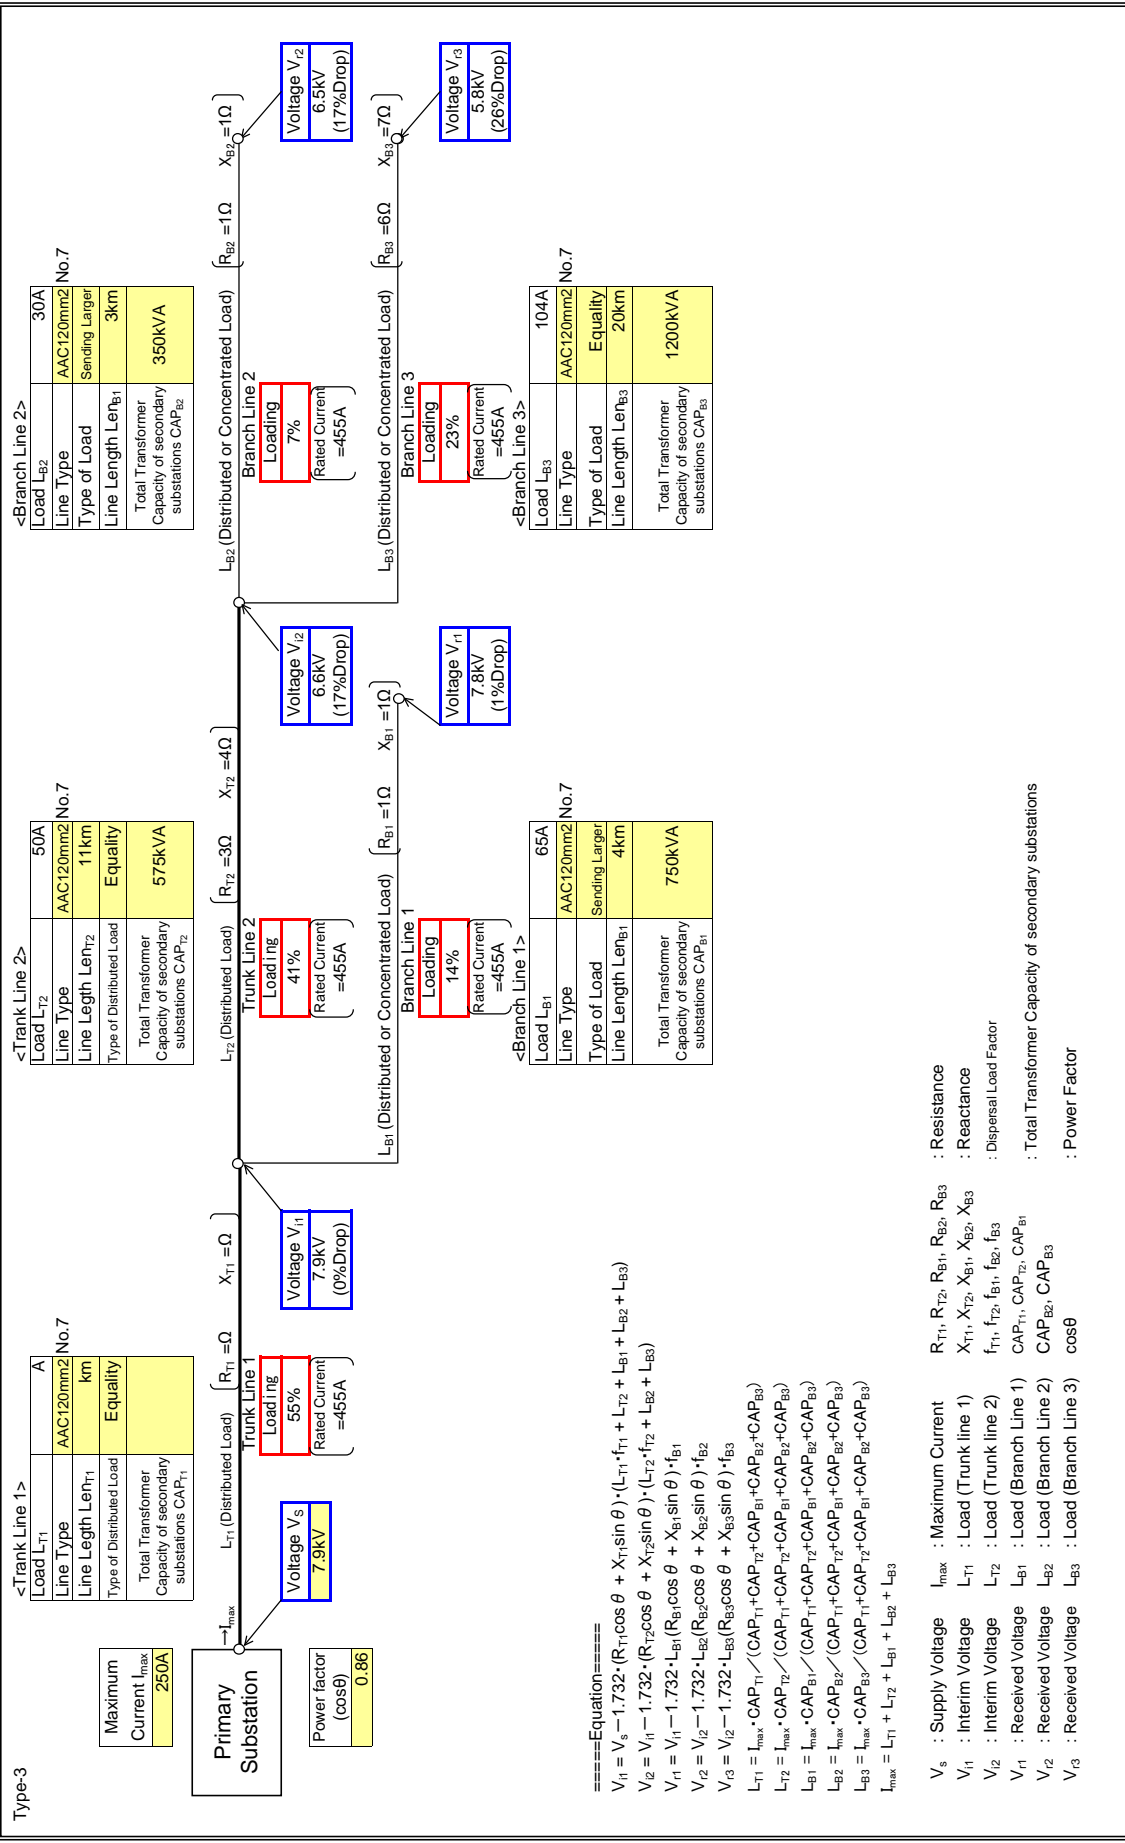 Type-3
Maximum
Current Imax
250A
Primary
Substation
Power factor
(cosθ)
0.86
→Imax
Voltage VS
7.9kV
<Trank Line 1>
Load LT1 A
Line Type AAC120mm2 No.7
Line Legth LenT1 km
Type of Distributed Load Equality
Total Transformer
Capacity of secondary
substations CAPT1
LT1 (Distributed Load) RT1 =Ω XT1 =Ω
Trunk Line 1
Loading
55%
Rated Current
=455A
Voltage Vi1
7.9kV
(0%Drop)
<Trank Line 2>
Load LT2 50A
Line Type AAC120mm2 No.7
Line Legth LenT2 11km
Type of Distributed Load Equality
Total Transformer
Capacity of secondary
substations CAPT2
575kVA
LT2 (Distributed Load) RT2 =3Ω XT2 =4Ω
Trunk Line 2
Loading
41%
Rated Current
=455A
LB1 (Distributed or Concentrated Load) RB1 =1Ω XB1 =1Ω
Branch Line 1
Loading
14%
Rated Current
=455A
<Branch Line 1>
Load LB1 65A
Line Type AAC120mm2 No.7
Type of Load Sending Larger
Line Length LenB1 4km
Total Transformer
Capacity of secondary
substations CAPB1
750kVA
Voltage Vi2
6.6kV
(17%Drop)
Voltage Vr1
7.8kV
(1%Drop)
<Branch Line 2>
Load LB2 30A
Line Type AAC120mm2 No.7
Type of Load Sending Larger
Line Length LenB1 3km
Total Transformer
Capacity of secondary
substations CAPB2
350kVA
LB2 (Distributed or Concentrated Load) RB2 =1Ω XB2 =1Ω
Branch Line 2
Loading
7%
Rated Current
=455A
Voltage Vr2
6.5kV
(17%Drop)
LB3 (Distributed or Concentrated Load) RB3 =6Ω XB3 =7Ω
Branch Line 3
Loading
23%
Rated Current
=455A
Voltage Vr3
5.8kV
(26%Drop)
<Branch Line 3>
Load LB3 104A
Line Type AAC120mm2 No.7
Type of Load Equality
Line Length LenB3 20km
Total Transformer
Capacity of secondary
substations CAPB3
1200kVA
=====Equation=====
Vi1 = Vs－1.732・(RT1cos θ + XT1sin θ)・(LT1・fT1 + LT2 + LB1 + LB2 + LB3)
Vi2 = Vi1－1.732・(RT2cos θ + XT2sin θ)・(LT2・fT2 + LB2 + LB3)
Vr1 = Vi1－1.732・LB1(RB1cos θ + XB1sin θ)・fB1
Vr2 = Vi2－1.732・LB2(RB2cos θ + XB2sin θ)・fB2
Vr3 = Vi2－1.732・LB3(RB3cos θ + XB3sin θ)・fB3
LT1 = Imax・CAPT1／(CAPT1+CAPT2+CAPB1+CAPB2+CAPB3)
LT2 = Imax・CAPT2／(CAPT1+CAPT2+CAPB1+CAPB2+CAPB3)
LB1 = Imax・CAPB1／(CAPT1+CAPT2+CAPB1+CAPB2+CAPB3)
LB2 = Imax・CAPB2／(CAPT1+CAPT2+CAPB1+CAPB2+CAPB3)
LB3 = Imax・CAPB3／(CAPT1+CAPT2+CAPB1+CAPB2+CAPB3)
Imax = LT1 + LT2 + LB1 + LB2 + LB3
Vs : Supply Voltage Imax : Maximum Current RT1, RT2, RB1, RB2, RB3 : Resistance
Vi1 : Interim Voltage LT1 : Load (Trunk line 1) XT1, XT2, XB1, XB2, XB3 : Reactance
Vi2 : Interim Voltage LT2 : Load (Trunk line 2) fT1, fT2, fB1, fB2, fB3 : Dispersal Load Factor
Vr1 : Received Voltage LB1 : Load (Branch Line 1) CAPT1, CAPT2, CAPB1 : Total Transformer Capacity of secondary substations
Vr2 : Received Voltage LB2 : Load (Branch Line 2) CAPB2, CAPB3
Vr3 : Received Voltage LB3 : Load (Branch Line 3) cosθ : Power Factor